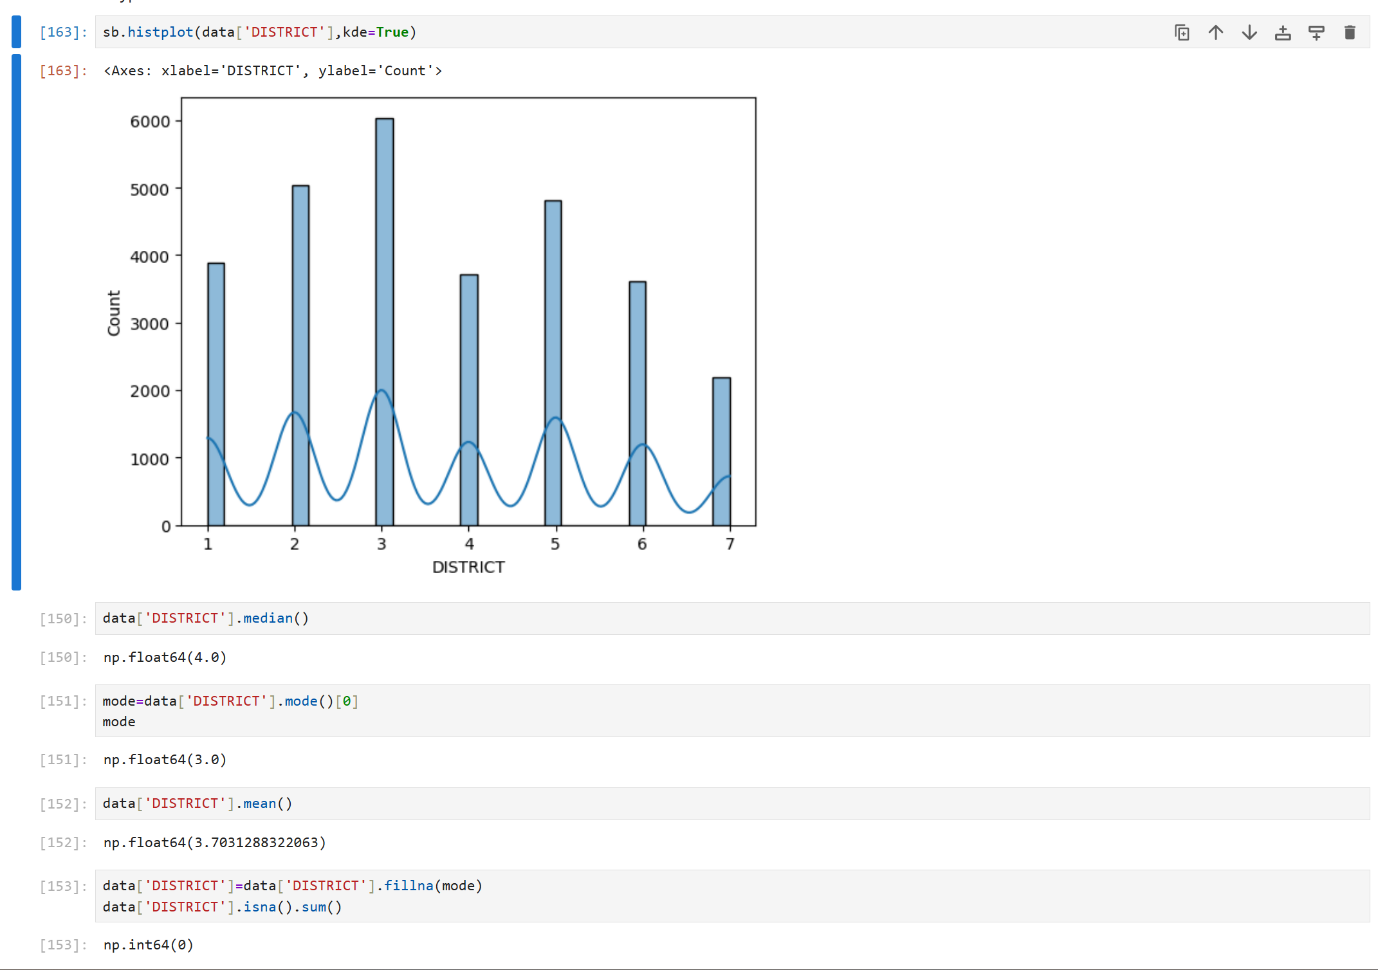 [163]: sb.histplot(data['DISTRICT'],kde=True)
[163]: <Axes: xlabel='DISTRICT', ylabel='Count'>
6000
5000
4000
3000
2000
1000
0
Count
1 2 3 4 5 6 7
DISTRICT
[150]: data['DISTRICT'].median()
[150]: np.float64(4.0)
[151]: mode=data['DISTRICT'].mode()[0]
mode
[151]: np.float64(3.0)
[152]: data['DISTRICT'].mean()
[152]: np.float64(3.7031288322063)
[153]: data['DISTRICT']=data['DISTRICT'].fillna(mode)
data['DISTRICT'].isna().sum()
[153]: np.int64(0)